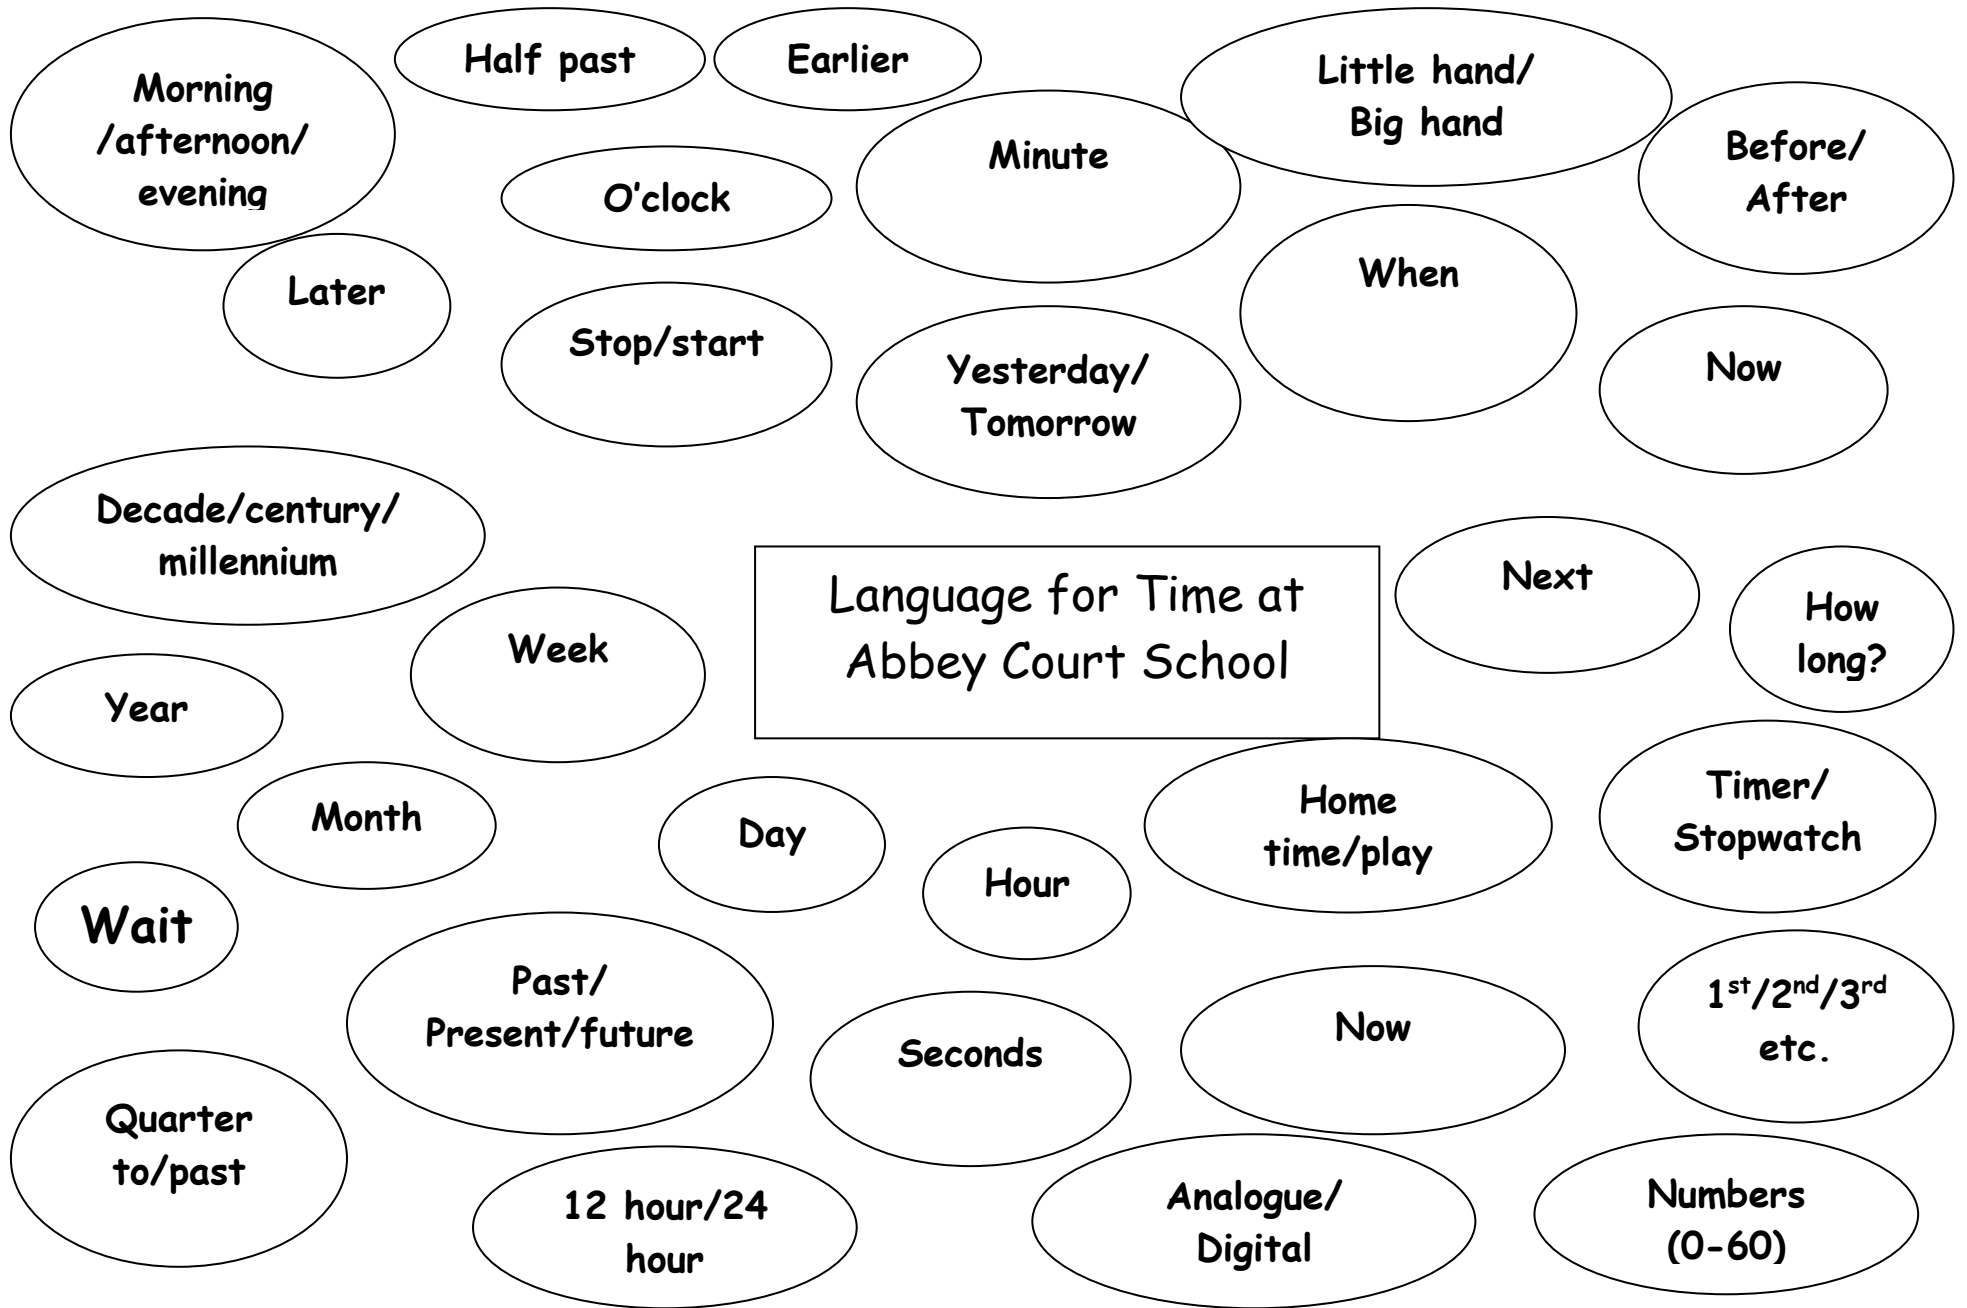 Morning
/afternoon/
evening
Half past
Earlier
Little hand/
Big hand
Minute
Before/
After
O'clock
Later
When
Stop/start
Yesterday/
Tomorrow
Now
Decade/century/
millennium
Language for Time at
Abbey Court School
Next
How
long?
Week
Year
Month
Day
Home
time/play
Timer/
Stopwatch
Hour
Wait
Past/
Present/future
Seconds
Now
1st/2nd/3rd
etc.
Quarter
to/past
12 hour/24
hour
Analogue/
Digital
Numbers
(0-60)